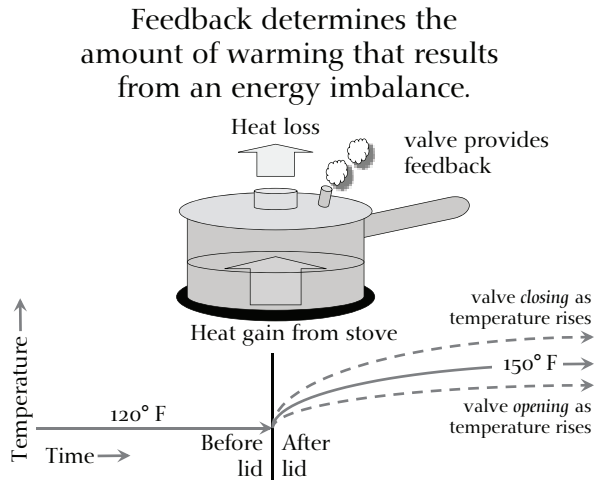 Feedback determines the
amount of warming that results
from an energy imbalance.
Heat loss
valve provides
feedback
Heat gain from stove
valve closing as
temperature rises
150° F
valve opening as
temperature rises
Temperature
120° F
Time
Before
lid
After
lid